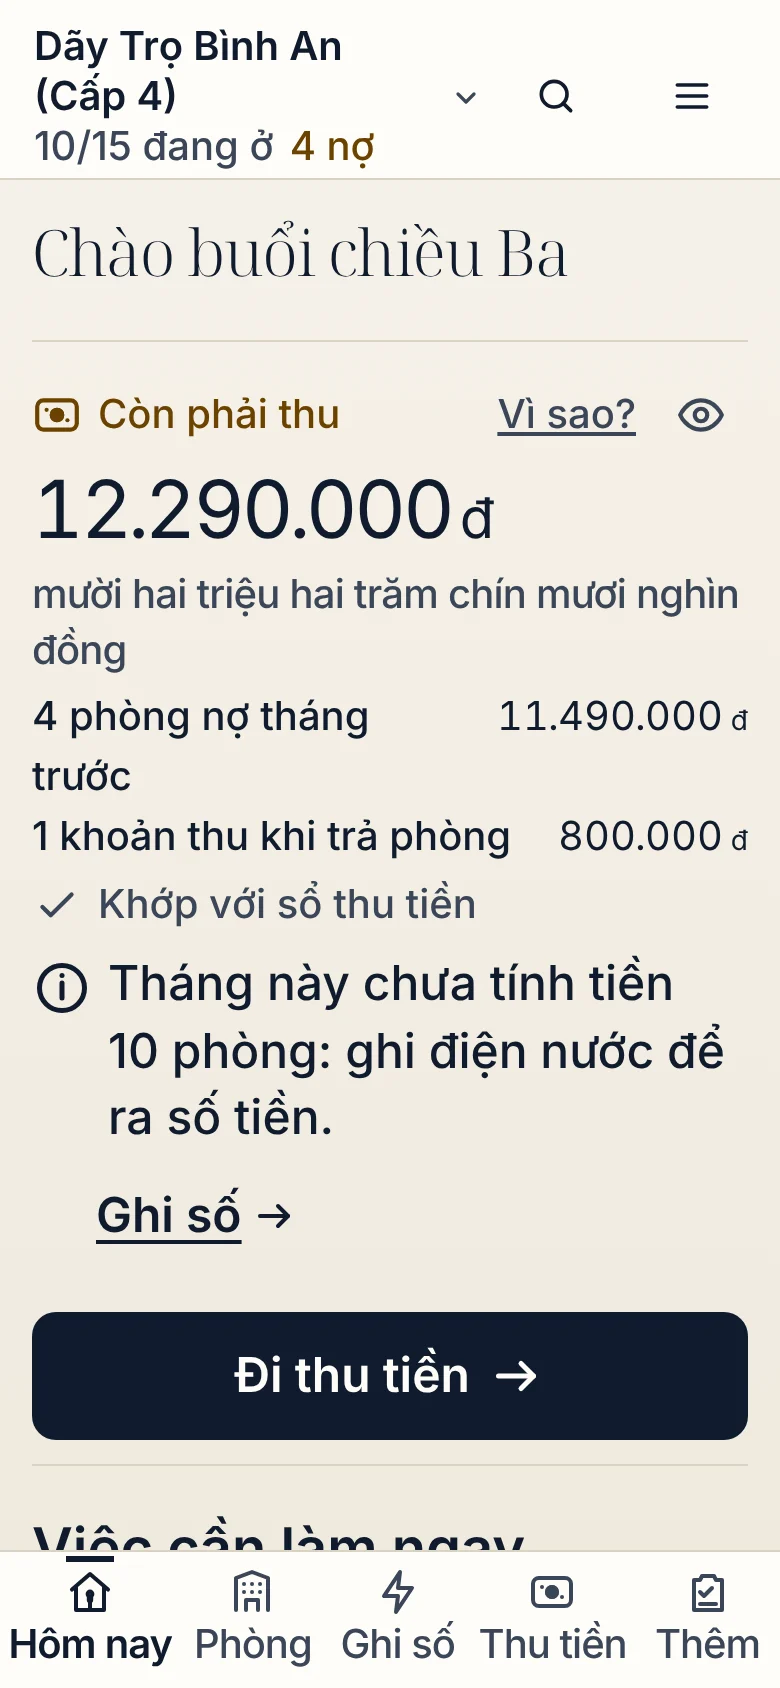 Dãy Trọ Bình An
(Cấp 4)
10/15 đang ở 4 nợ
Chào buổi chiều Ba
Còn phải thu Vì sao?
12.290.000 đ
mười hai triệu hai trăm chín mươi nghìn
đồng
4 phòng nợ tháng 11.490.000 đ
trước
1 khoản thu khi trả phòng 800.000 đ
Khớp với sổ thu tiền
Tháng này chưa tính tiền
10 phòng: ghi điện nước để
ra số tiền.
Ghi số →
Đi thu tiền →
Việc cần làm ngay
Hôm nay Phòng Ghi số Thu tiền Thêm